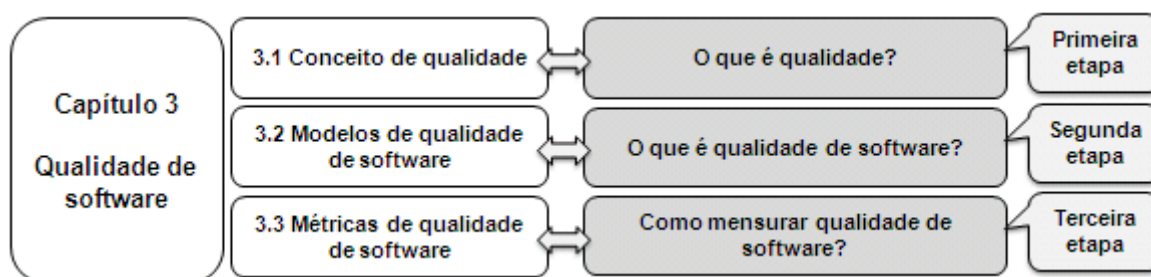 Capítulo 3
Qualidade de
software
3.1 Conceito de qualidade
O que é qualidade?
Primeira
etapa
3.2 Modelos de qualidade
de software
O que é qualidade de software?
Segunda
etapa
3.3 Métricas de qualidade
de software
Como mensurar qualidade de
software?
Terceira
etapa